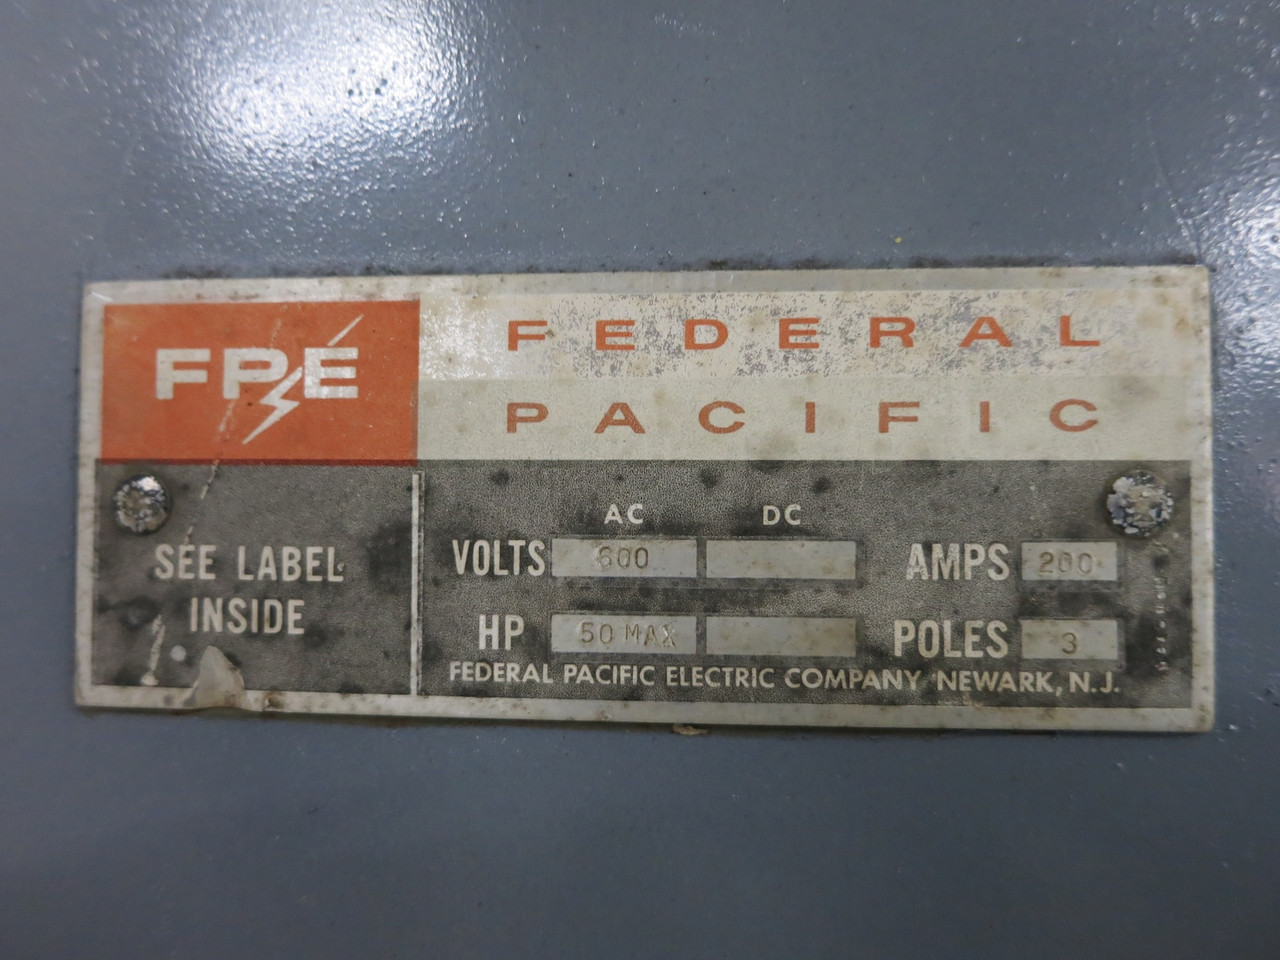 FPE
FEDERAL
PACIFIC
SEE LABEL
INSIDE
AC DC
VOLTS 600
AMPS 200
HP 50 MAX
POLES 3
FEDERAL PACIFIC ELECTRIC COMPANY NEWARK, N.J.